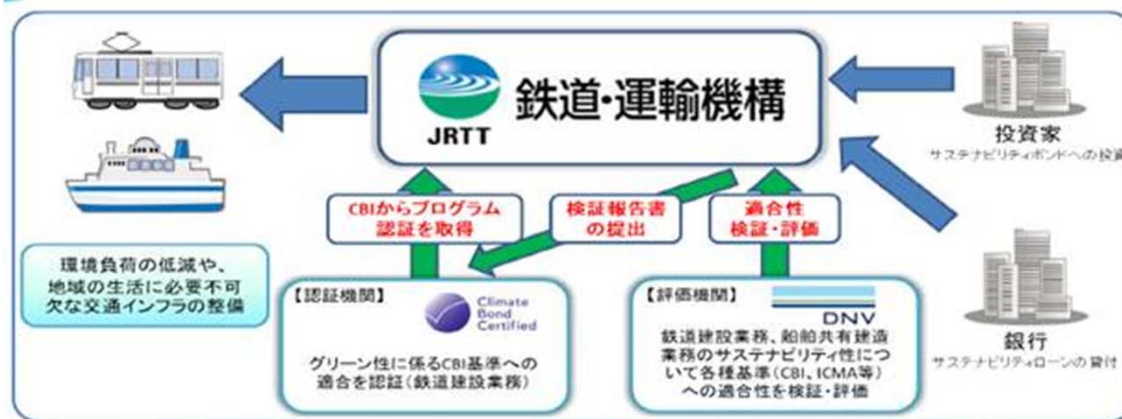 JRTT
鉄道・運輸機構
投資家
サステナビリティボンドへの投資
CBIからプログラム
認証を取得
検証報告書
の提出
適合性
検証・評価
環境負荷の低減や、
地域の生活に必要不可
欠な交通インフラの整備
【認証機関】
Climate
Bond
Certified
グリーン性に係るCBI基準への
適合を認証(鉄道建設業務)
【評価機関】
DNV
鉄道建設業務、船舶共有建造
業務のサステナビリティ性につ
いて各種基準(CBI、ICMA等)
への適合性を検証・評価
銀行
サステナビリティローンの貸付